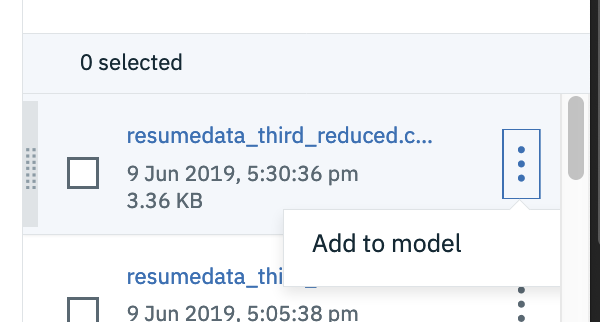 0 selected
resumedata_third_reduced.c...
9 Jun 2019, 5:30:36 pm
3.36 KB
Add to model
resumedata_thi
9 Jun 2019, 5:05:38 pm